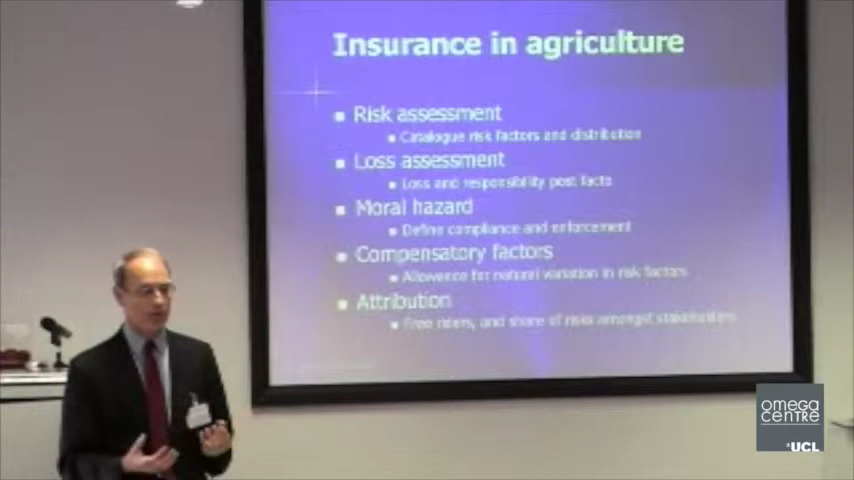 Insurance in agriculture
Risk assessment
Catalogue risk factors and distribution
Loss assessment
Loss and responsibility post facto
Moral hazard
Define compliance and enforcement
Compensatory factors
Allowance for natural variation in risk factors
Attribution
Free riders, and share of risks amongst stakeholders
omega
centre
UCL